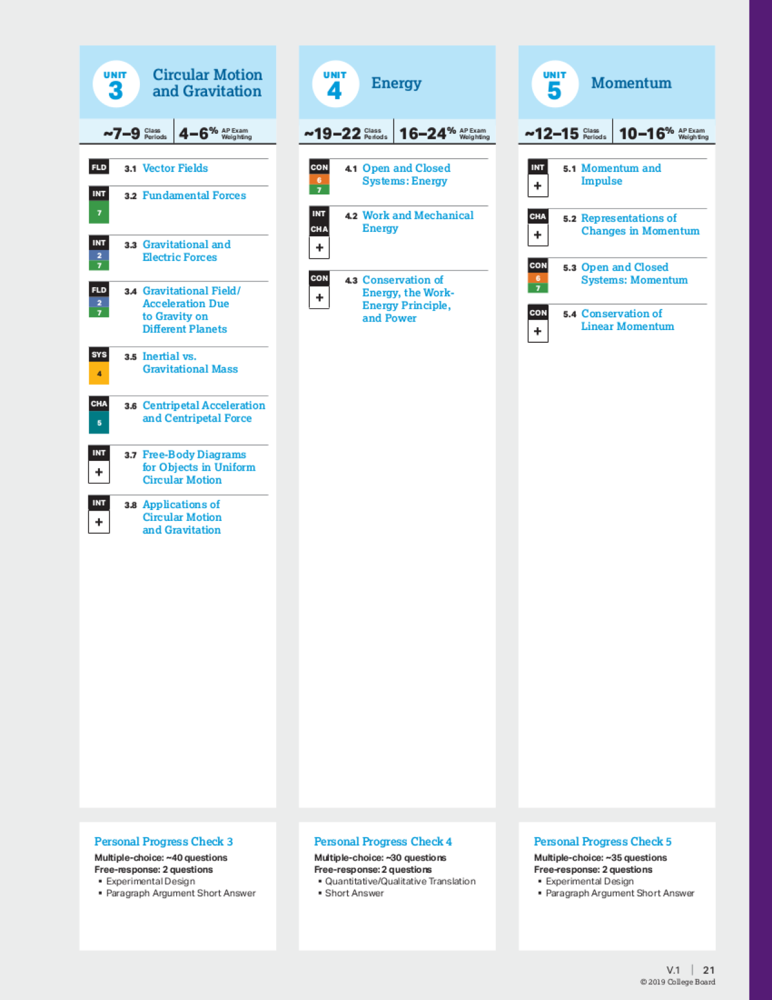 UNIT
3
Circular Motion
and Gravitation
~7–9 Class Periods
4–6% AP Exam Weighting
FLD
3.1 Vector Fields
INT
7
3.2 Fundamental Forces
INT
2
7
3.3 Gravitational and
Electric Forces
FLD
2
7
3.4 Gravitational Field/
Acceleration Due
to Gravity on
Different Planets
SYS
4
3.5 Inertial vs.
Gravitational Mass
CHA
5
3.6 Centripetal Acceleration
and Centripetal Force
INT
+
3.7 Free-Body Diagrams
for Objects in Uniform
Circular Motion
INT
+
3.8 Applications of
Circular Motion
and Gravitation
Personal Progress Check 3
Multiple-choice: ~40 questions
Free-response: 2 questions
▪ Experimental Design
▪ Paragraph Argument Short Answer
UNIT
4
Energy
~19–22 Class Periods
16–24% AP Exam Weighting
CON
6
7
4.1 Open and Closed
Systems: Energy
INT
CHA
+
4.2 Work and Mechanical
Energy
CON
+
4.3 Conservation of
Energy, the Work-
Energy Principle,
and Power
Personal Progress Check 4
Multiple-choice: ~30 questions
Free-response: 2 questions
▪ Quantitative/Qualitative Translation
▪ Short Answer
UNIT
5
Momentum
~12–15 Class Periods
10–16% AP Exam Weighting
INT
+
5.1 Momentum and
Impulse
CHA
+
5.2 Representations of
Changes in Momentum
CON
6
7
5.3 Open and Closed
Systems: Momentum
CON
+
5.4 Conservation of
Linear Momentum
Personal Progress Check 5
Multiple-choice: ~35 questions
Free-response: 2 questions
▪ Experimental Design
▪ Paragraph Argument Short Answer
V.1 | 21
© 2019 College Board